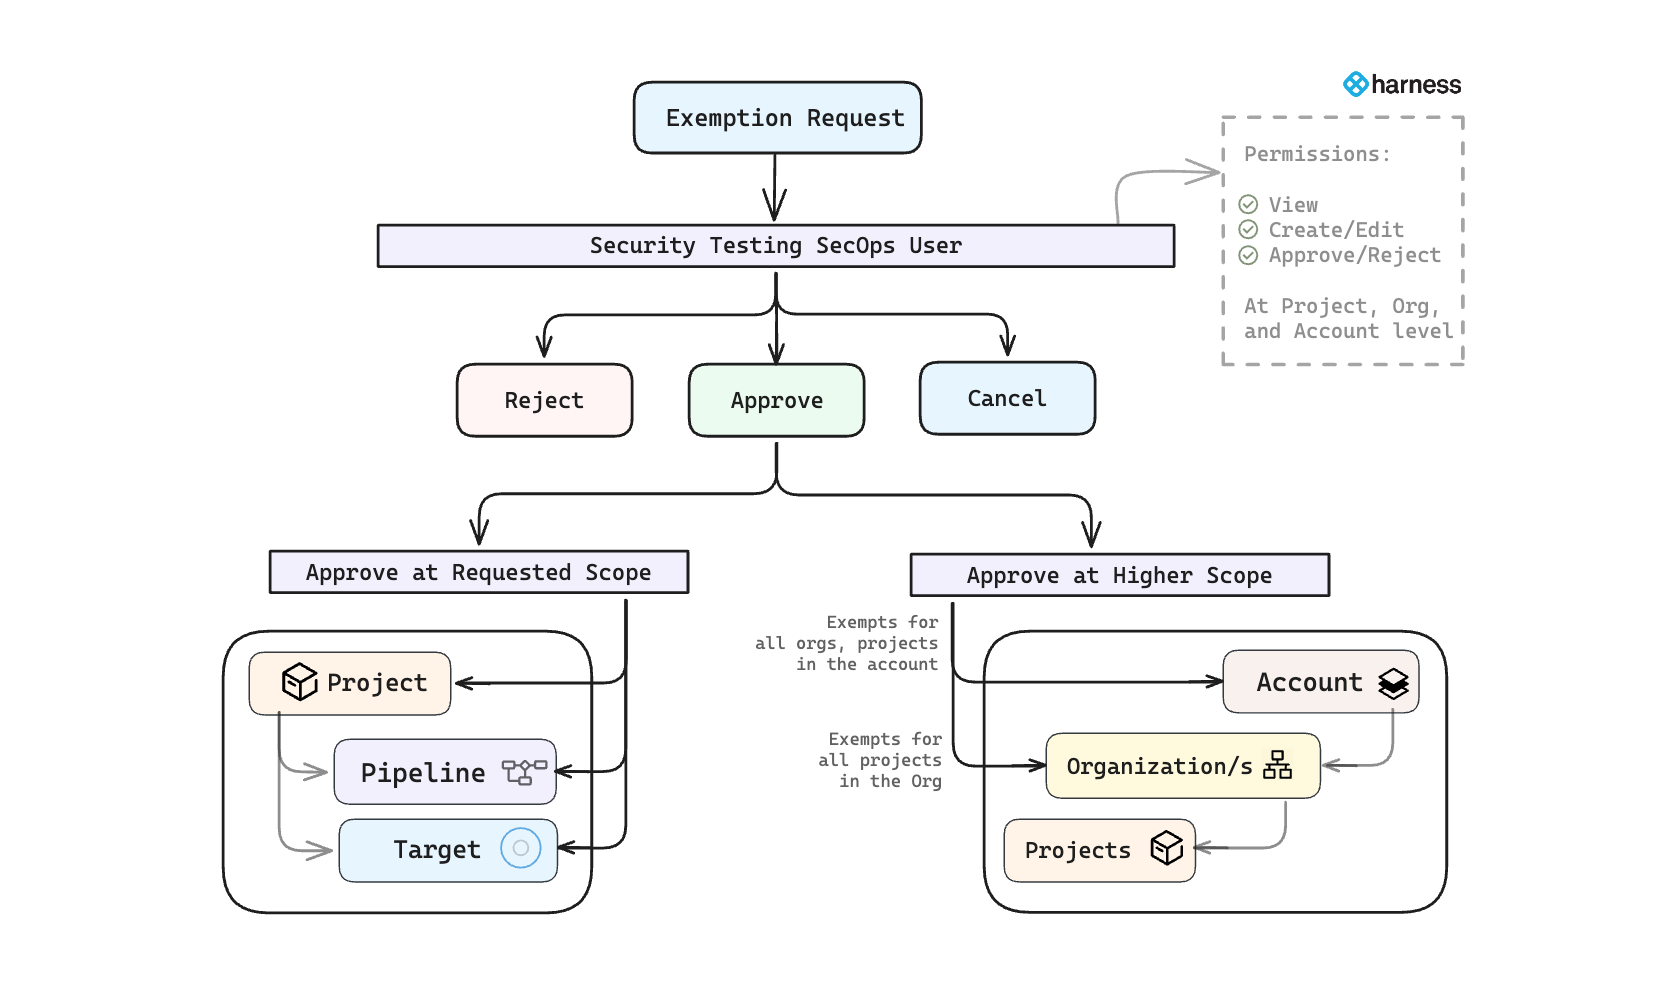 harness
Exemption Request
Permissions:
View
Create/Edit
Approve/Reject
At Project, Org,
and Account level
Security Testing SecOps User
Reject
Approve
Cancel
Approve at Requested Scope
Project
Pipeline
Target
Approve at Higher Scope
Exempts for
all orgs, projects
in the account
Account
Exempts for
all projects
in the Org
Organization/s
Projects